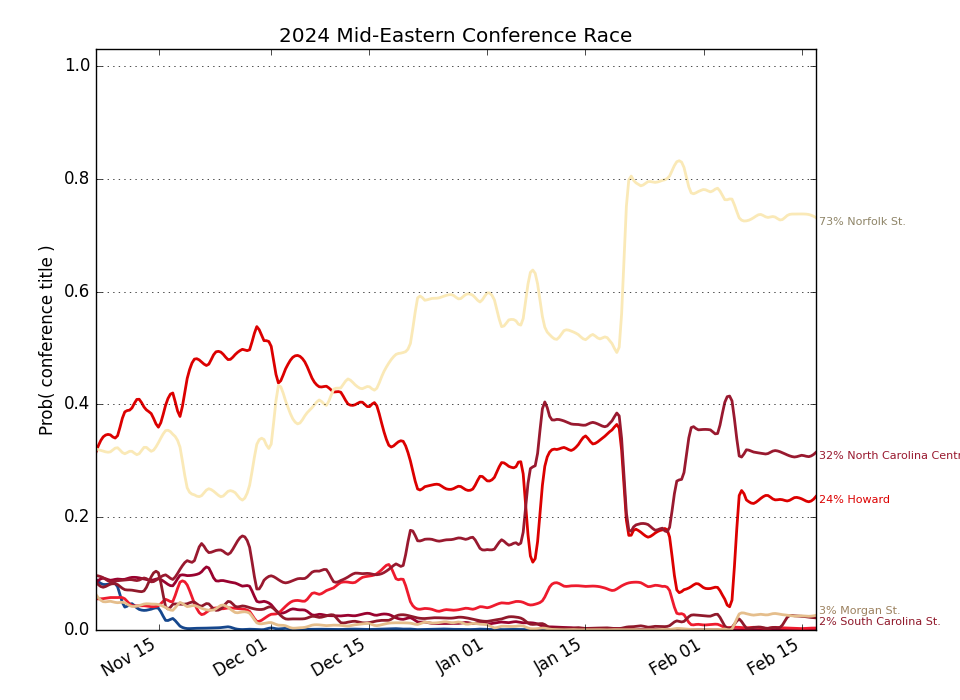 2024 Mid-Eastern Conference Race
Prob( conference title )
1.0
0.8
0.6
0.4
0.2
0.0
73% Norfolk St.
32% North Carolina Centr
24% Howard
3% Morgan St.
2% South Carolina St.
Nov 15
Dec 01
Dec 15
Jan 01
Jan 15
Feb 01
Feb 15